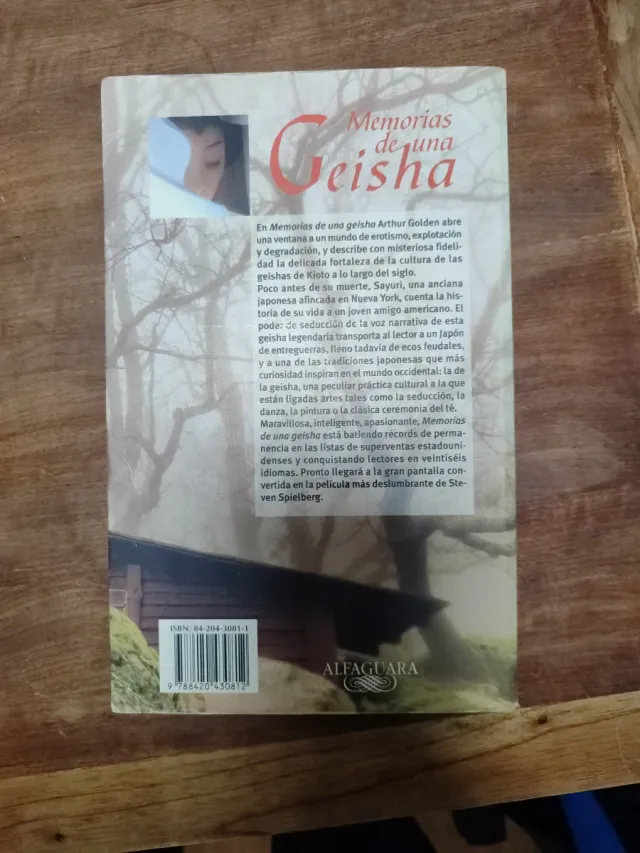 Memorias
de una
Geisha
En Memorias de una geisha Arthur Golden abre
una ventana a un mundo de erotismo, explotación
y degradación, y describe con misteriosa fideli-
dad la delicada fortaleza de la cultura de las
geishas de Kioto a lo largo del siglo.
Poco antes de su muerte, Sayuri, una anciana
japonesa afincada en Nueva York, cuenta la his-
toria de su vida a un joven amigo americano. El
poder de seducción de la voz narrativa de esta
geisha legendaria transporta al lector a un Japón
de entreguerras, lleno tadavía de ecos feudales,
y a una de las tradiciones japonesas que más
curiosidad inspiran en el mundo occidental: la de
la geisha, una peculiar práctica cultural a la que
están ligadas artes tales como la seducción, la
danza, la pintura o la clásica ceremonia del té.
Maravillosa, inteligente, apasionante, Memorias
de una geisha está batiendo récords de perma-
nencia en las listas de superventas estadouni-
denses y conquistando lectores en veintiséis
idiomas. Pronto llegará a la gran pantalla con-
vertida en la película más deslumbrante de Ste-
ven Spielberg.
ISBN: 84-204-3081-1
9 788420 430812
ALFAGUARA